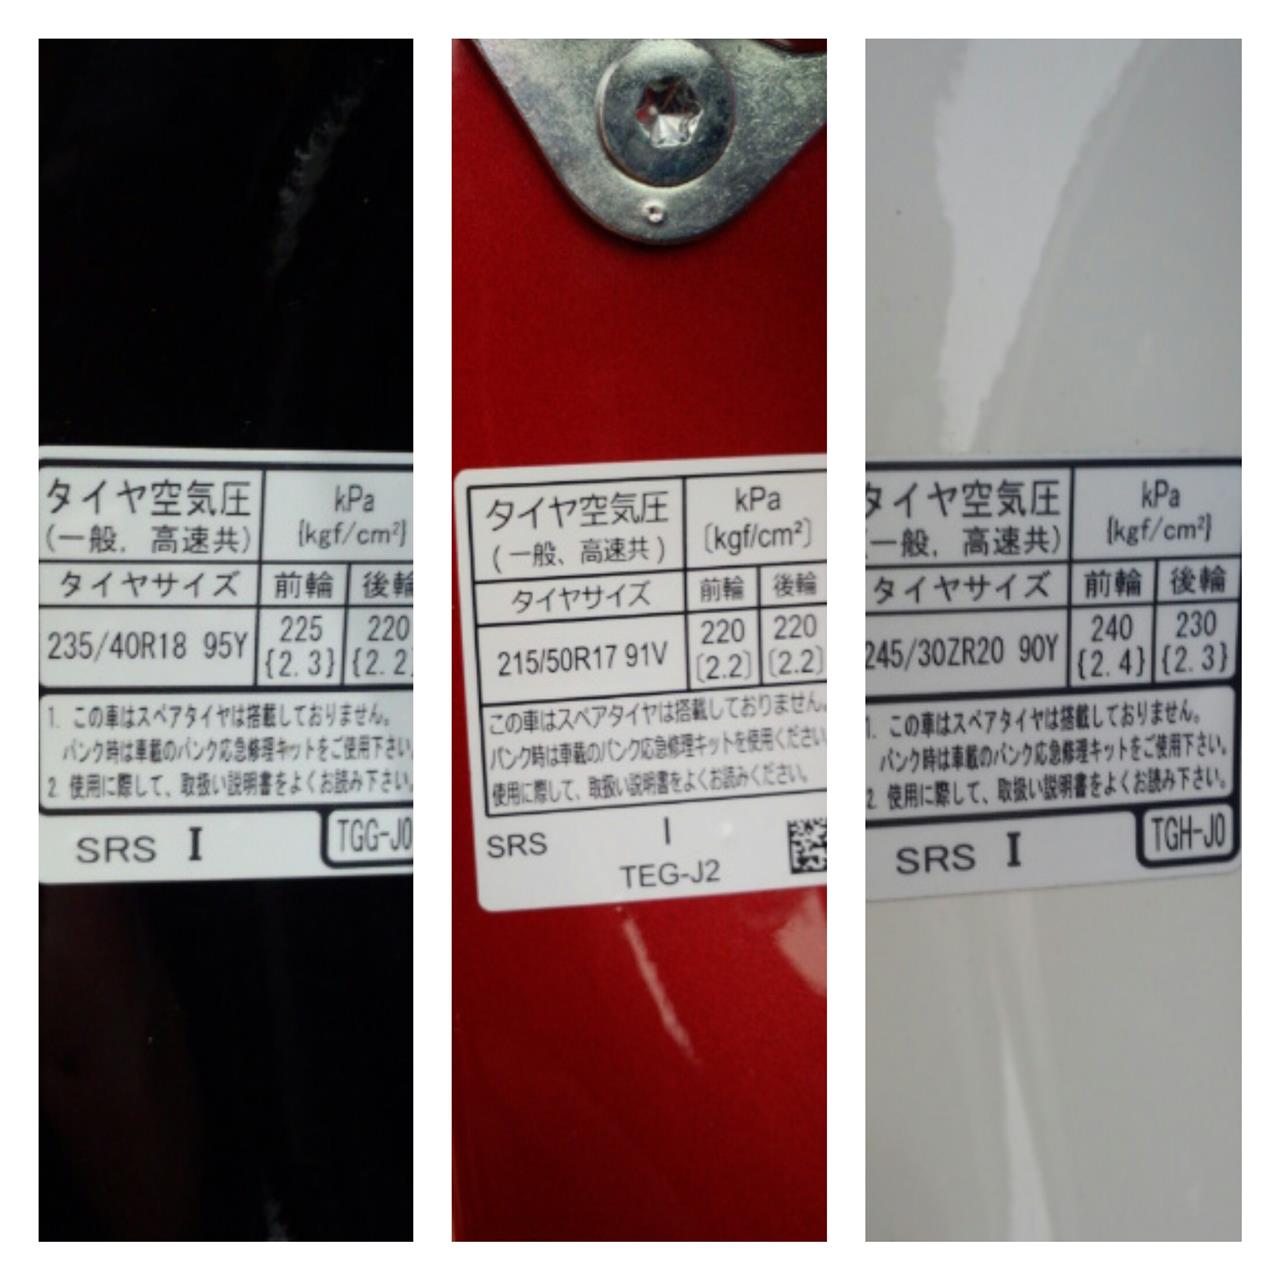 タイヤ空気圧
(一般，高速共)
kPa
{kgf/cm²}
タイヤサイズ 前輪 後輪
235/40R18 95Y 225 {2.3} 220 {2.2
1. この車はスペアタイヤは搭載しておりません。
パンク時は車載のパンク応急修理キットをご使用下さい
2. 使用に際して、取扱い説明書をよくお読み下さい。
SRS I TGG-J0
タイヤ空気圧
(一般、高速共)
kPa
〔kgf/cm²〕
タイヤサイズ 前輪 後輪
215/50R17 91V 220 〔2.2〕 220 〔2.2〕
この車はスペアタイヤは搭載しておりません。
パンク時は車載のパンク応急修理キットを使用ください
使用に際して、取扱い説明書をよくお読みください。
SRS I
TEG-J2
タイヤ空気圧
(一般，高速共)
kPa
{kgf/cm²}
タイヤサイズ 前輪 後輪
245/30ZR20 90Y 240 {2.4} 230 {2.3}
1. この車はスペアタイヤは搭載しておりません。
パンク時は車載のパンク応急修理キットをご使用下さい。
2. 使用に際して、取扱い説明書をよくお読み下さい。
SRS I TGH-J0